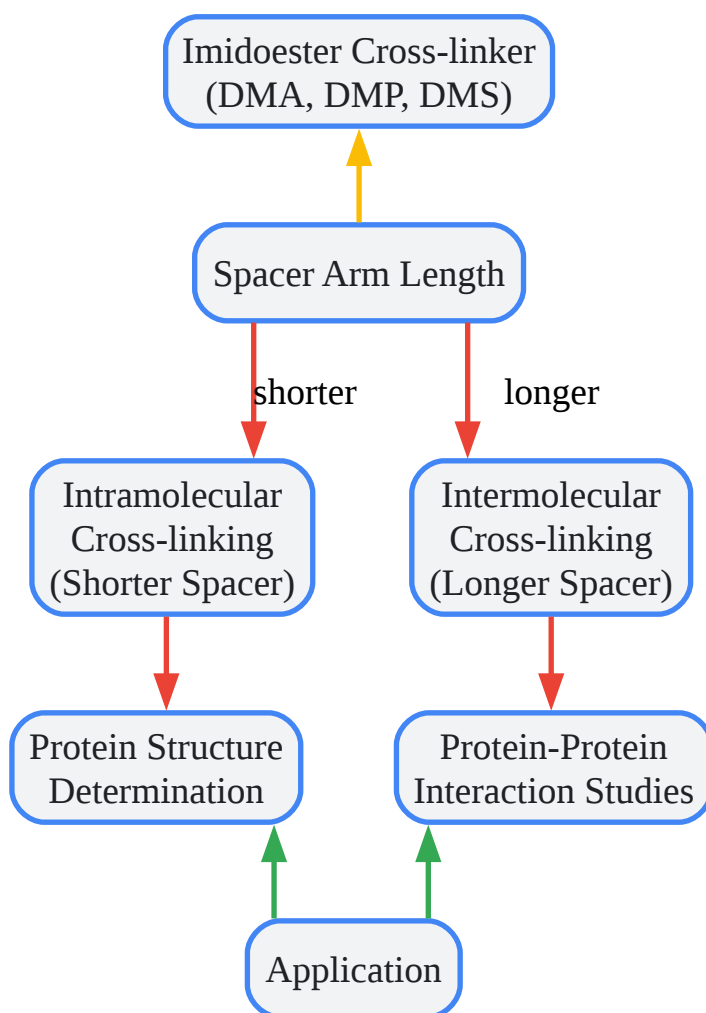 Imidoester Cross-linker
(DMA, DMP, DMS)
Spacer Arm Length
shorter
longer
Intramolecular
Cross-linking
(Shorter Spacer)
Intermolecular
Cross-linking
(Longer Spacer)
Protein Structure
Determination
Protein-Protein
Interaction Studies
Application